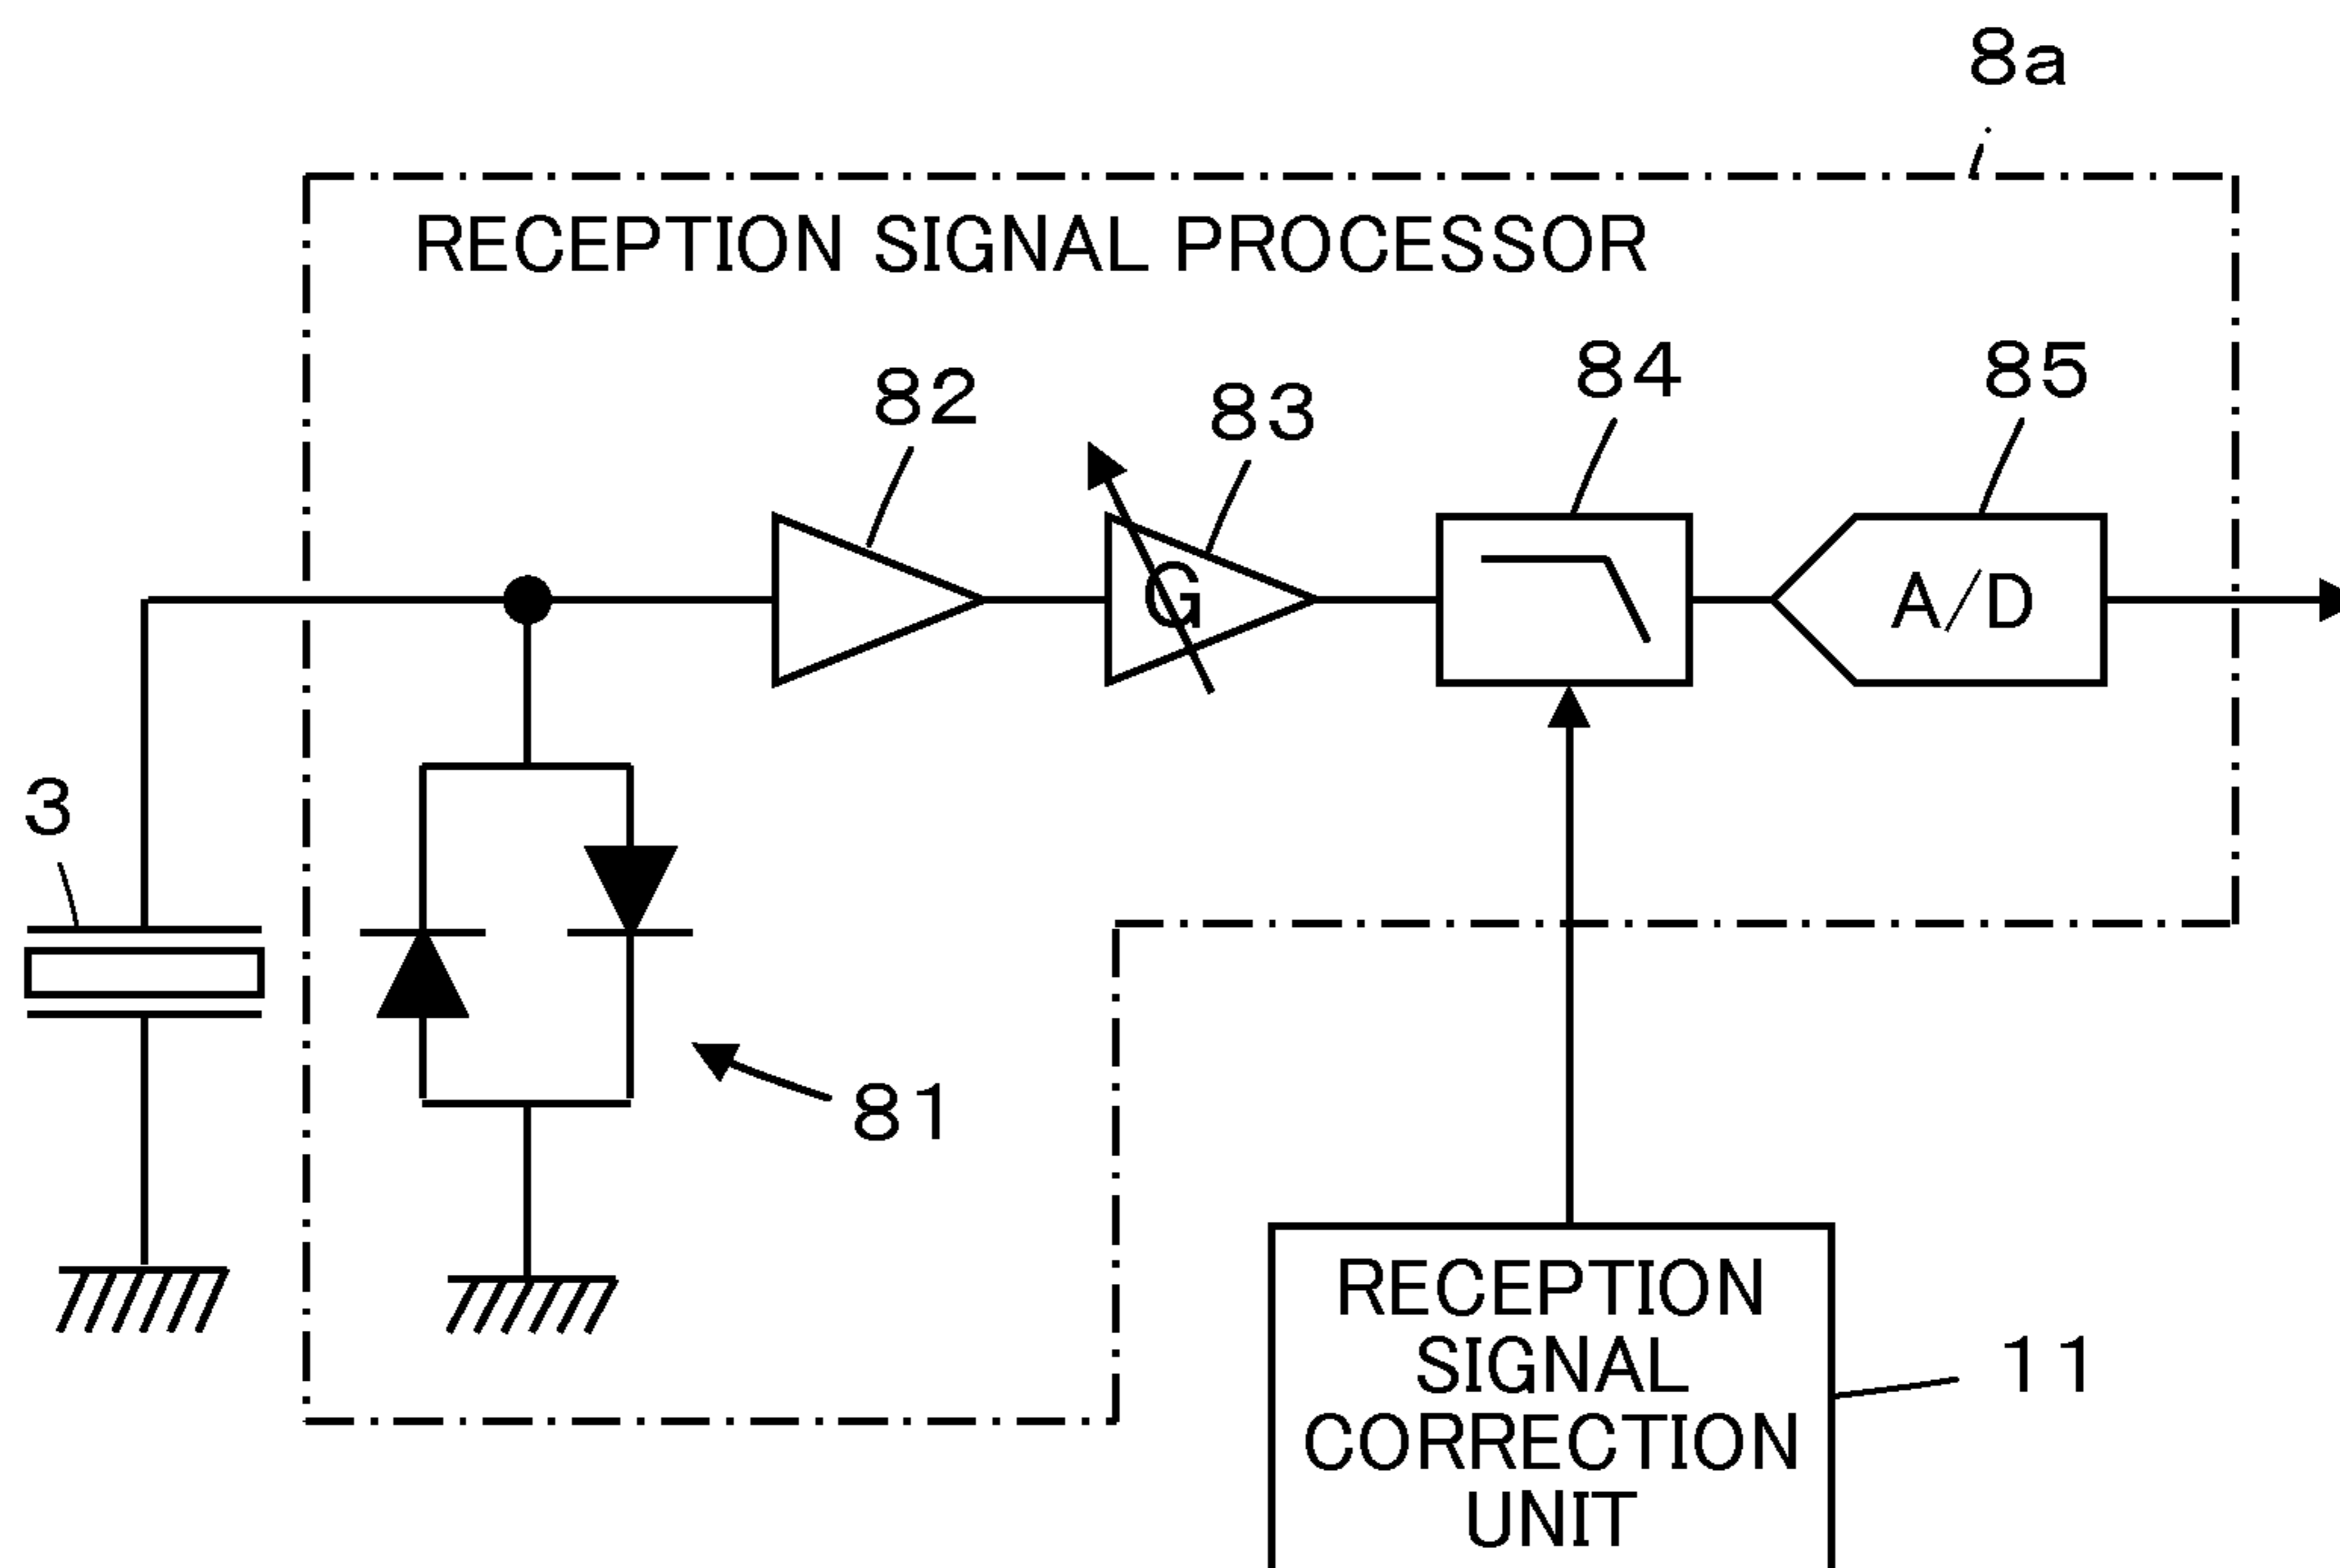 8a
RECEPTION SIGNAL PROCESSOR
82
83
84
85
G
A/D
3
81
RECEPTION
SIGNAL
CORRECTION
UNIT
11